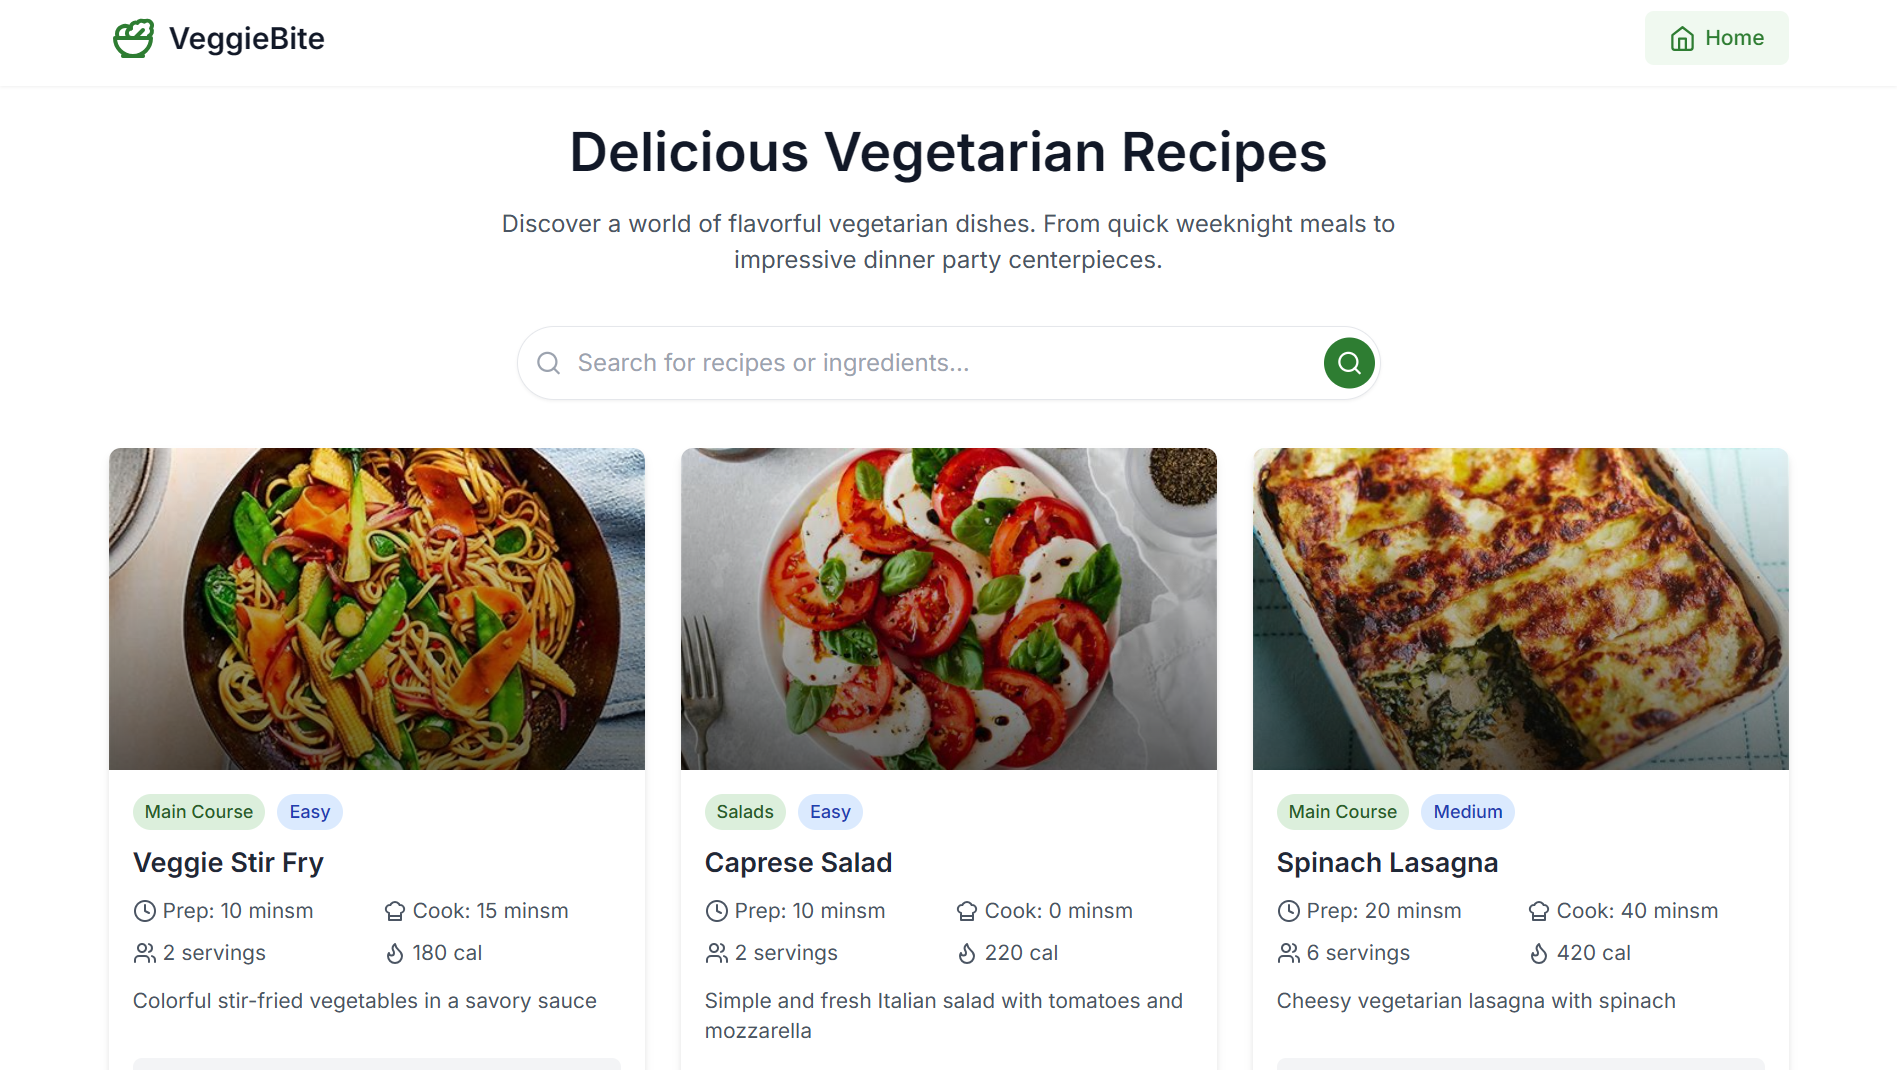 VeggieBite
Home
Delicious Vegetarian Recipes
Discover a world of flavorful vegetarian dishes. From quick weeknight meals to
impressive dinner party centerpieces.
Search for recipes or ingredients...
Main Course
Easy
Veggie Stir Fry
Prep: 10 minsm
Cook: 15 minsm
2 servings
180 cal
Colorful stir-fried vegetables in a savory sauce
Salads
Easy
Caprese Salad
Prep: 10 minsm
Cook: 0 minsm
2 servings
220 cal
Simple and fresh Italian salad with tomatoes and
mozzarella
Main Course
Medium
Spinach Lasagna
Prep: 20 minsm
Cook: 40 minsm
6 servings
420 cal
Cheesy vegetarian lasagna with spinach